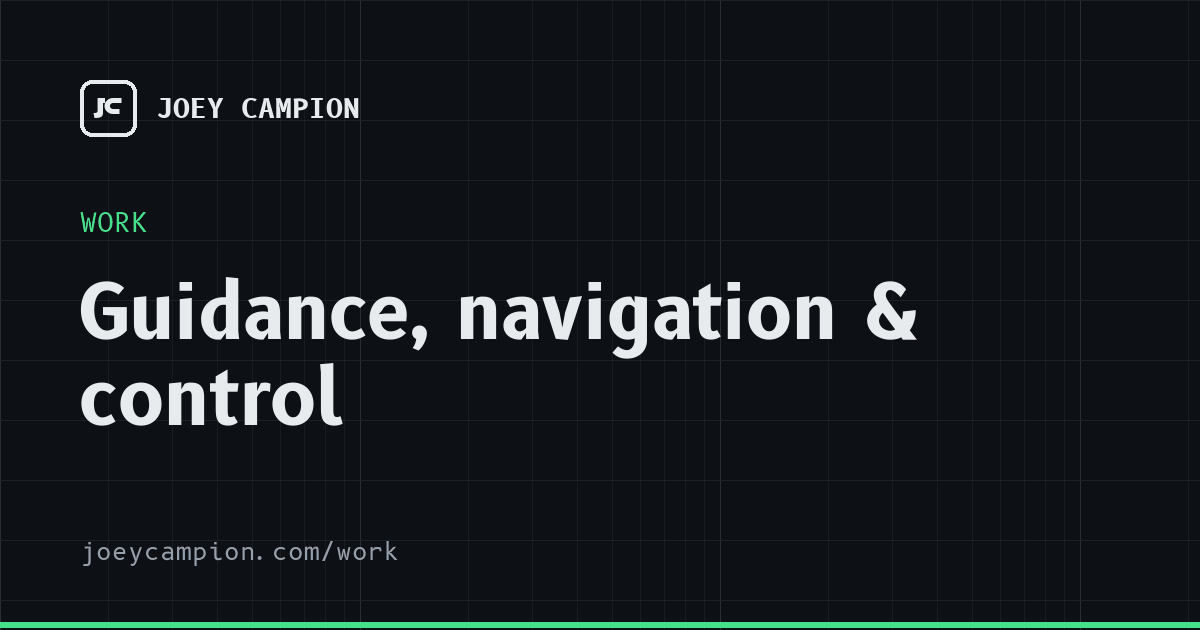 JC
JOEY CAMPION
WORK
Guidance, navigation &
control
joeycampion.com/work